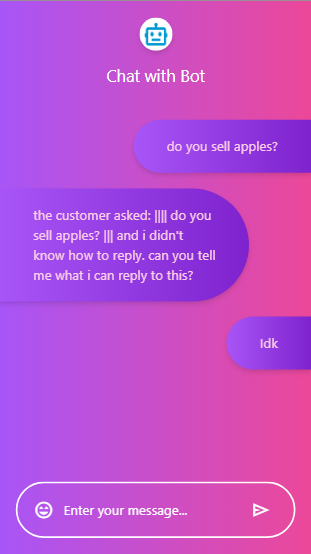 Chat with Bot
do you sell apples?
the customer asked: |||| do you
sell apples? ||| and i didn't
know how to reply. can you tell
me what i can reply to this?
Idk
Enter your message...